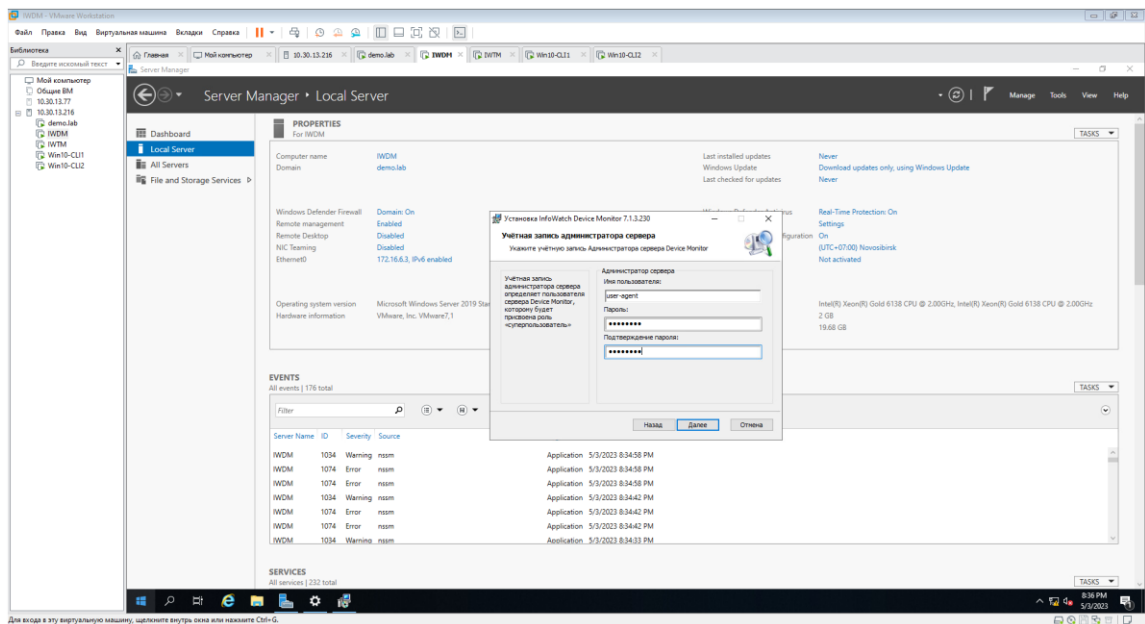 IWDM - VMware Workstation
Файл Правка Вид Виртуальная машина Вкладки Справка
Библиотека
Введите искомый текст
Мой компьютер
Общие ВМ
10.30.13.77
10.30.13.216
demo.lab
IWDM
IWTM
Win10-CLI1
Win10-CLI2
Главная Мой компьютер 10.30.13.216 demo.lab IWDM IWTM Win10-CLI1 Win10-CLI2
Server Manager
Server Manager • Local Server
Manage Tools View Help
Dashboard
Local Server
All Servers
File and Storage Services
PROPERTIES
For IWDM
TASKS
Computer name IWDM
Domain demo.lab
Last installed updates Never
Windows Update Download updates only, using Windows Update
Last checked for updates Never
Windows Defender Firewall Domain: On
Remote management Enabled
Remote Desktop Disabled
NIC Teaming Disabled
Ethernet0 172.16.6.3, IPv6 enabled
Real-Time Protection: On
Settings
On
(UTC+07:00) Novosibirsk
Not activated
Operating system version Microsoft Windows Server 2019
Hardware information VMware, Inc. VMware7,1
Intel(R) Xeon(R) Gold 6138 CPU @ 2.00GHz, Intel(R) Xeon(R) Gold 6138 CPU @ 2.00GHz
2 GB
19.68 GB
Установка InfoWatch Device Monitor 7.1.3.230
Учётная запись администратора сервера
Укажите учётную запись Администратора сервера Device Monitor
Учётная запись
администратора сервера
определяет пользователя
сервера Device Monitor,
которому будет
присвоена роль
«суперпользователь»
Администратор сервера
Имя пользователя:
user-agent
Пароль:
Подтверждение пароля:
Назад Далее Отмена
EVENTS
All events | 176 total
TASKS
Filter
Server Name ID Severity Source
IWDM 1034 Warning nssm Application 5/3/2023 8:34:58 PM
IWDM 1074 Error nssm Application 5/3/2023 8:34:58 PM
IWDM 1074 Error nssm Application 5/3/2023 8:34:58 PM
IWDM 1034 Warning nssm Application 5/3/2023 8:34:42 PM
IWDM 1074 Error nssm Application 5/3/2023 8:34:42 PM
IWDM 1074 Error nssm Application 5/3/2023 8:34:42 PM
IWDM 1034 Warning nssm Application 5/3/2023 8:34:33 PM
SERVICES
All services | 232 total
TASKS
8:36 PM
5/3/2023
Для входа в эту виртуальную машину, щелкните внутрь окна или нажмите Ctrl+G.